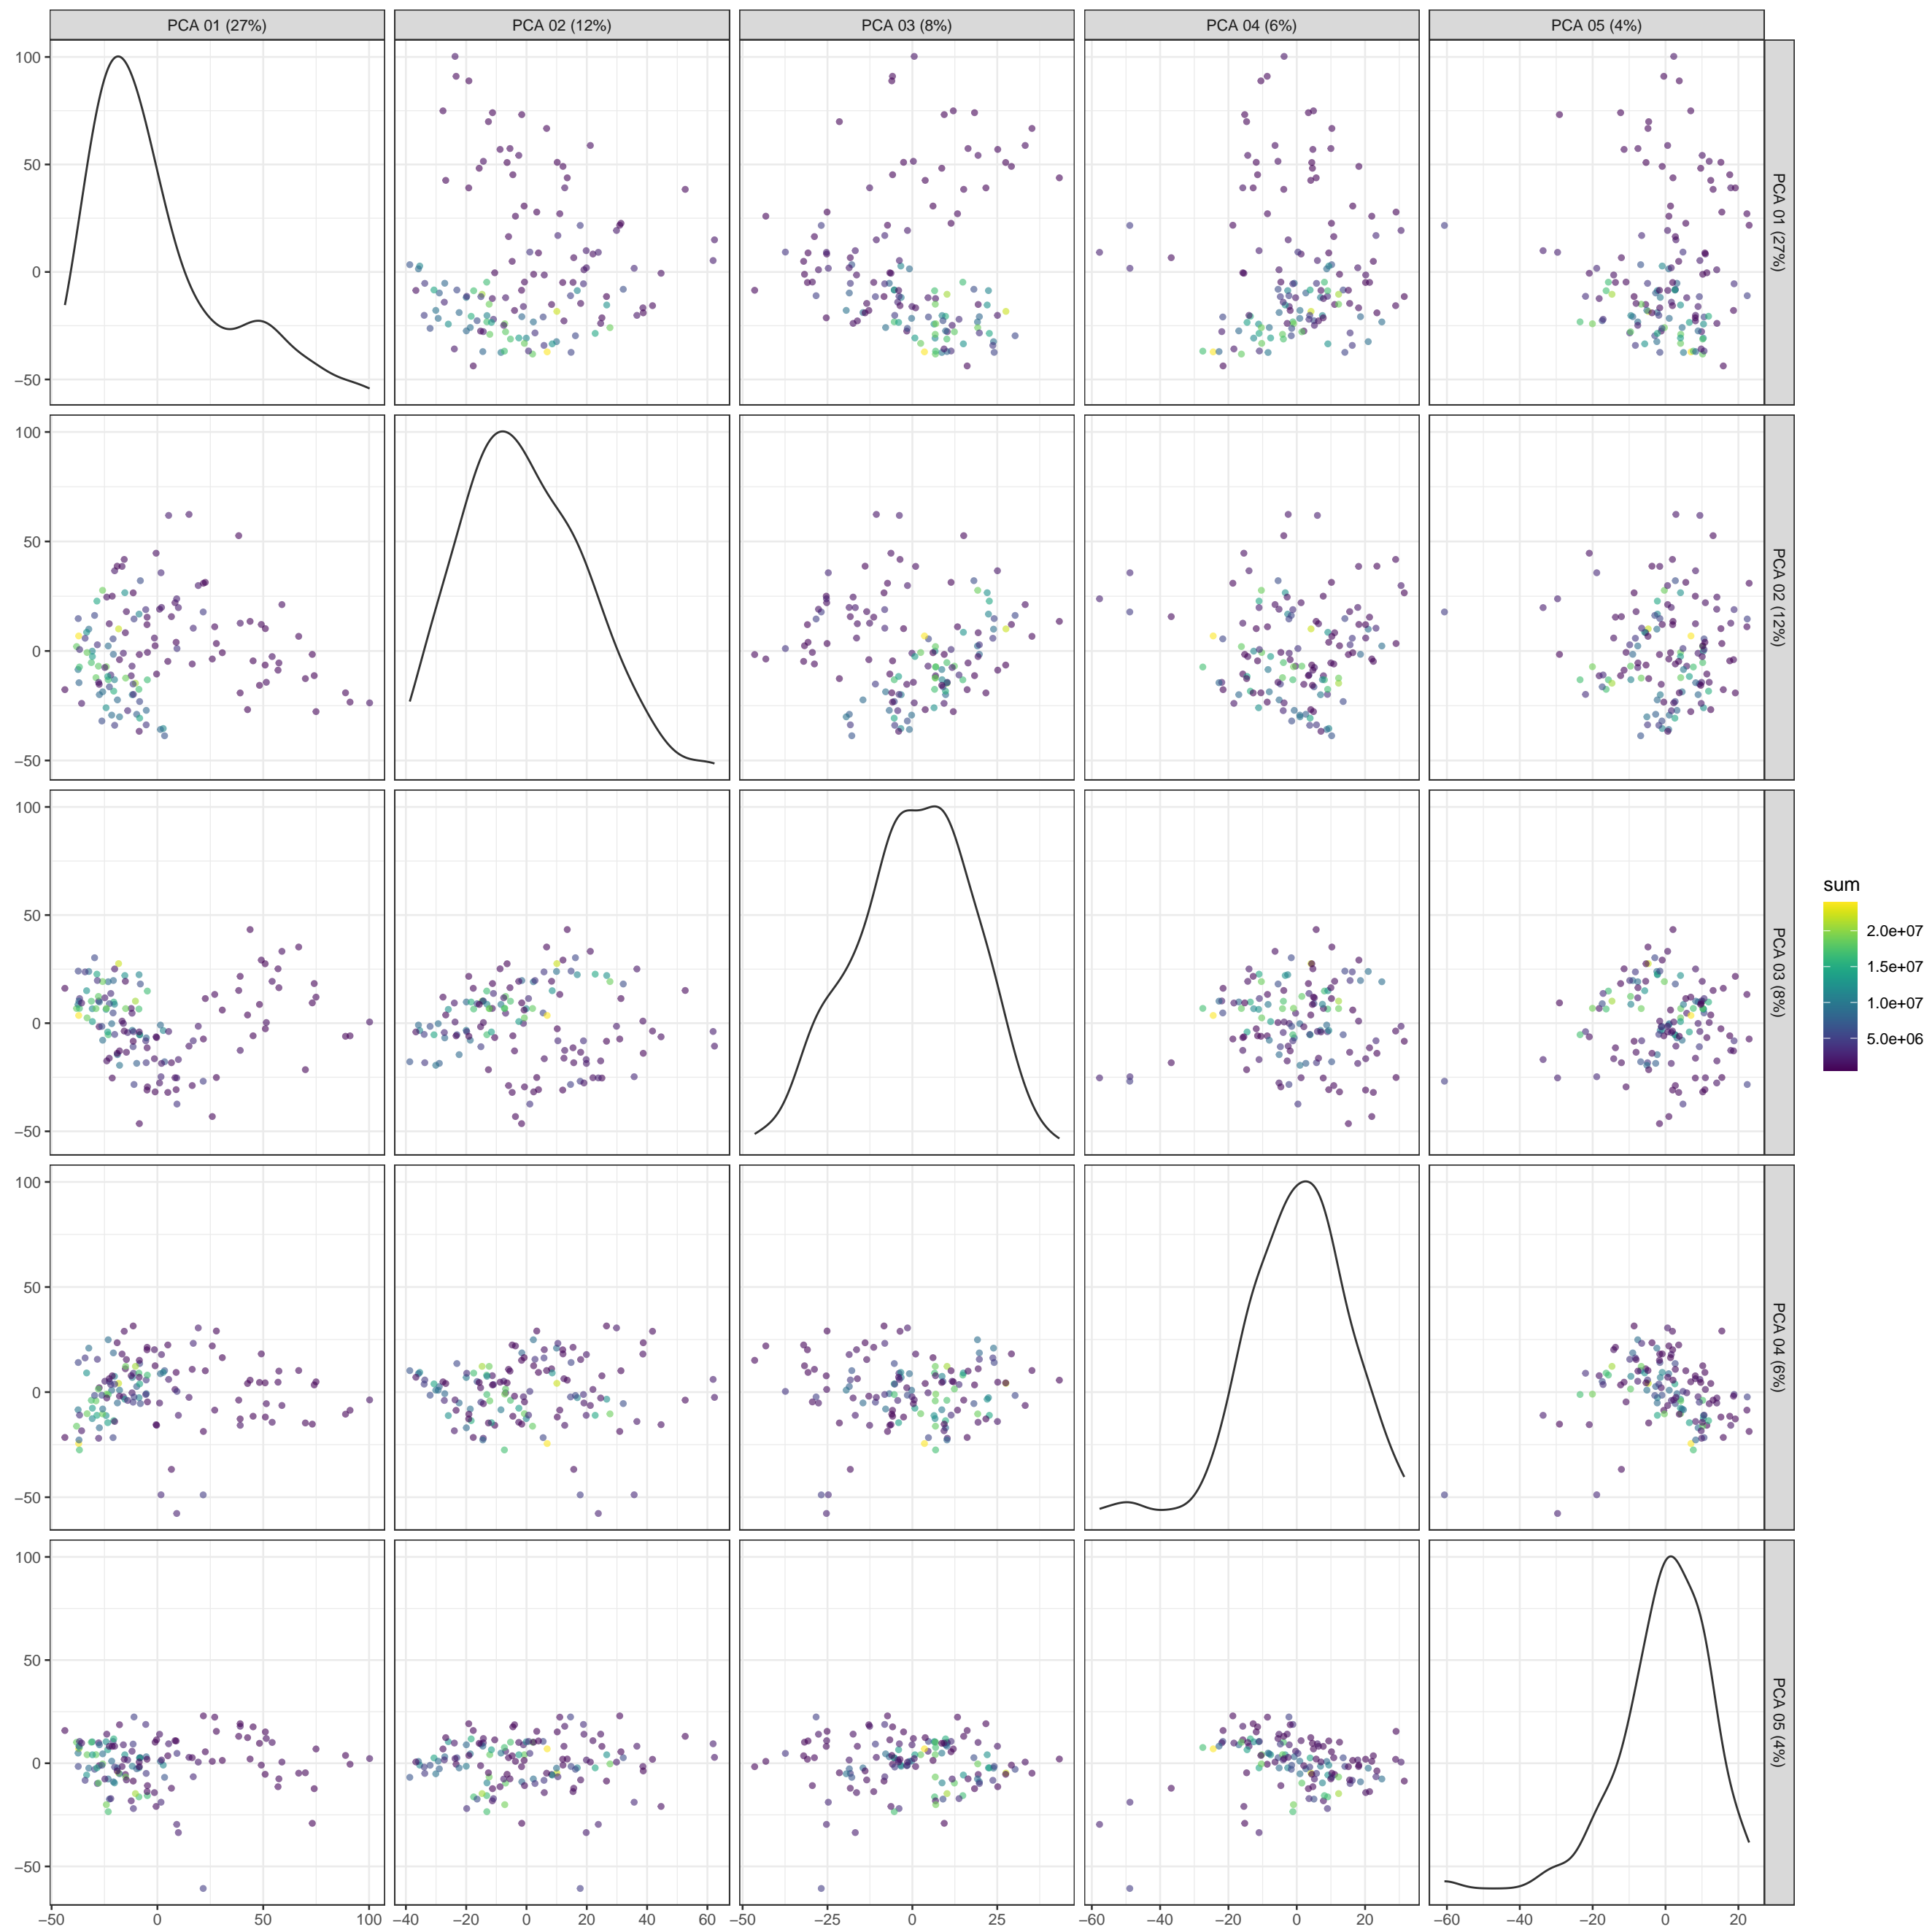 PCA 01 (27%)
PCA 02 (12%)
PCA 03 (8%)
PCA 04 (6%)
PCA 05 (4%)
100
50
0
−50
PCA 01 (27%)
100
50
0
−50
PCA 02 (12%)
100
50
0
−50
PCA 03 (8%)
100
50
0
−50
PCA 04 (6%)
100
50
0
−50
PCA 05 (4%)
−50 0 50 100
−40 −20 0 20 40 60
−50 −25 0 25
−60 −40 −20 0 20
−60 −40 −20 0 20
sum
2.0e+07
1.5e+07
1.0e+07
5.0e+06